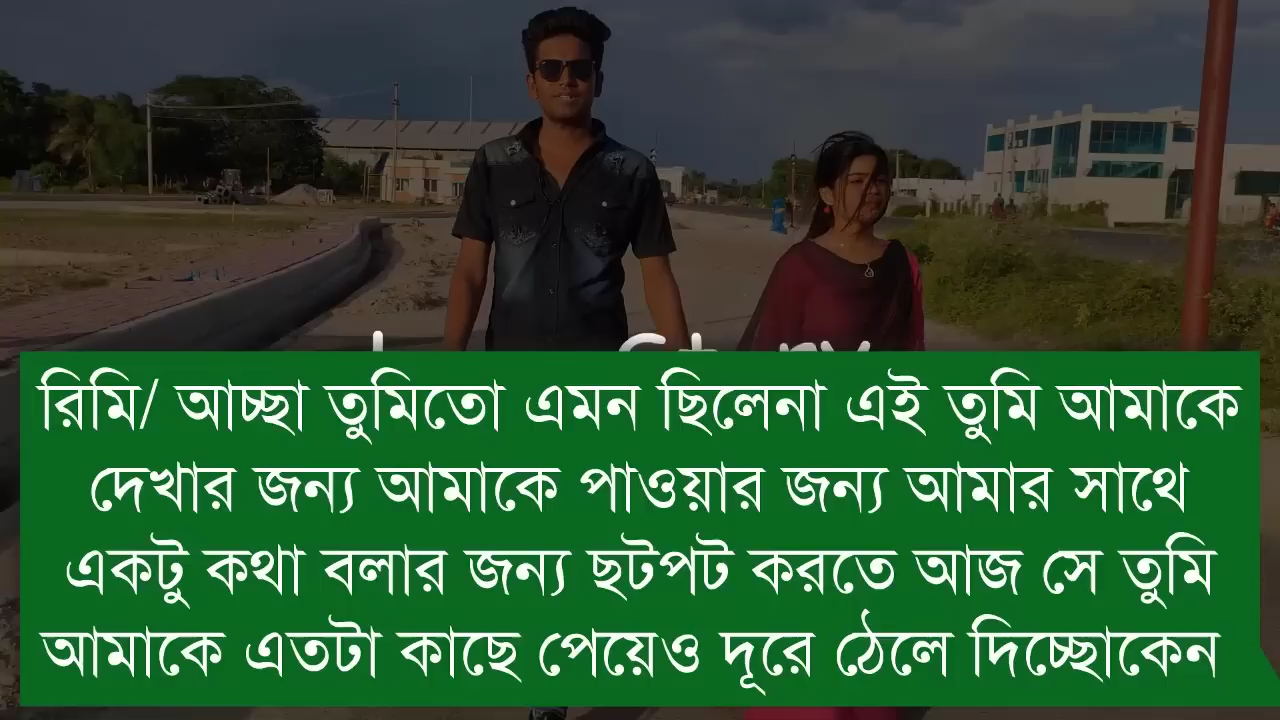 রিমি/ আচ্ছা তুমিতো এমন ছিলেনা এই তুমি আমাকে
দেখার জন্য আমাকে পাওয়ার জন্য আমার সাথে
একটু কথা বলার জন্য ছটপট করতে আজ সে তুমি
আমাকে এতটা কাছে পেয়েও দূরে ঠেলে দিচ্ছোকেন